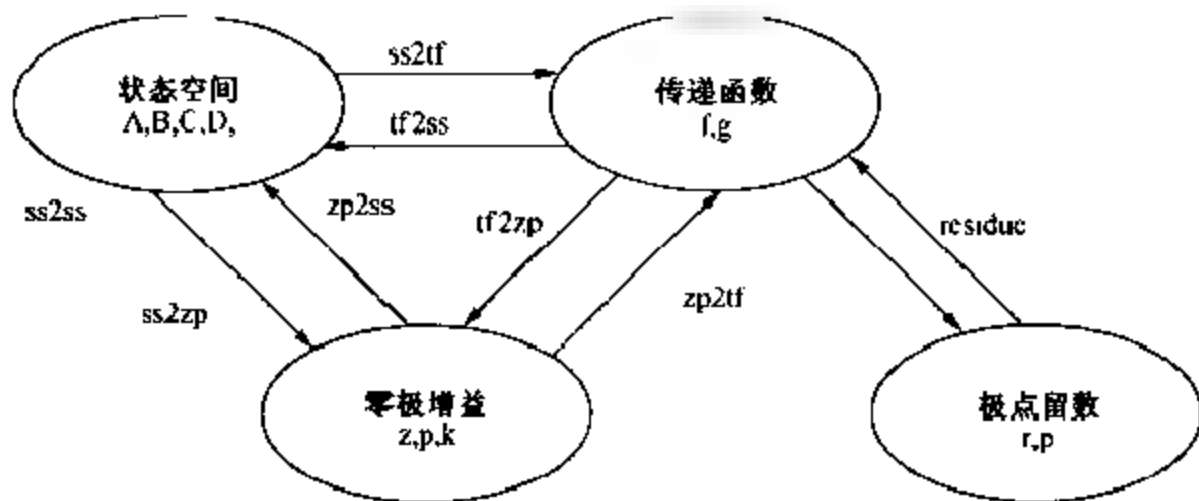 状态空间
A,B,C,D,
ss2tf
tf2ss
传递函数
f,g
ss2ss
zp2ss
tf2zp
residue
ss2zp
zp2tf
零极增益
z,p,k
极点留数
r,p